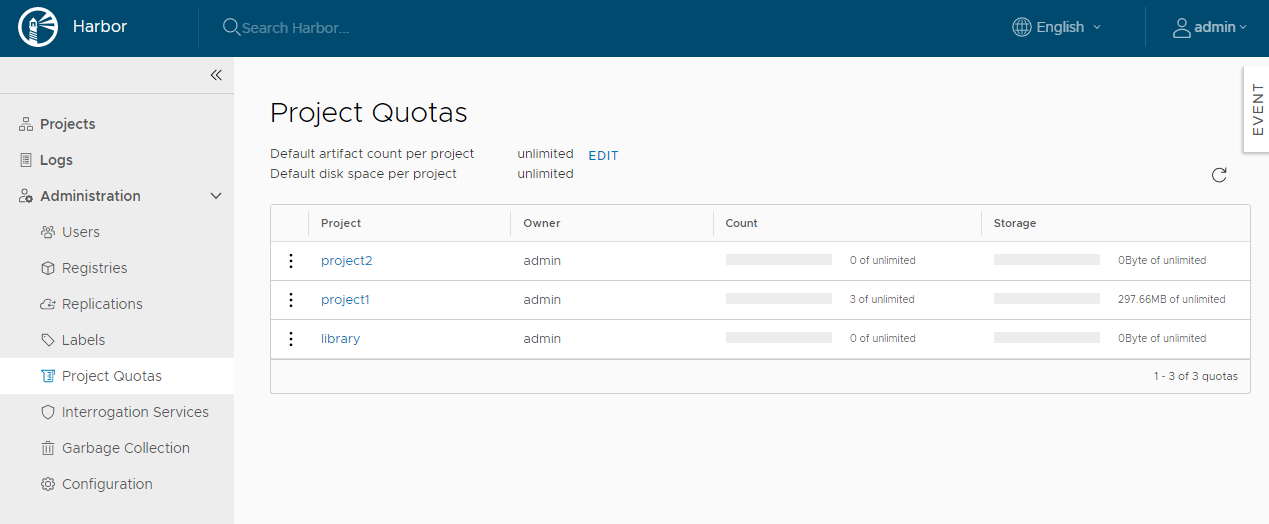 Harbor
Search Harbor...
English
admin
EVENT
Projects
Logs
Administration
Users
Registries
Replications
Labels
Project Quotas
Interrogation Services
Garbage Collection
Configuration
Project Quotas
Default artifact count per project unlimited EDIT
Default disk space per project unlimited
Project Owner Count Storage
project2 admin 0 of unlimited 0Byte of unlimited
project1 admin 3 of unlimited 297.66MB of unlimited
library admin 0 of unlimited 0Byte of unlimited
1 - 3 of 3 quotas